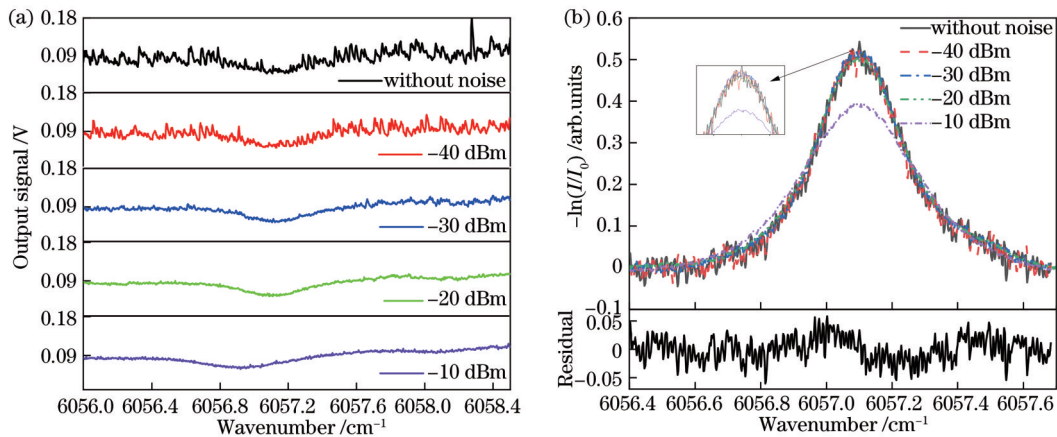 (a)
0.18
0.09
without noise
0.18
0.09
−40 dBm
0.18
0.09
−30 dBm
0.18
0.09
−20 dBm
0.18
0.09
−10 dBm
Output signal /V
6056.0 6056.4 6056.8 6057.2 6057.6 6058.0 6058.4
Wavenumber /cm⁻¹
(b)
without noise
−40 dBm
−30 dBm
−20 dBm
−10 dBm
0.6
0.5
0.4
0.3
0.2
0.1
0
−0.1
−ln(I/I₀) /arb.units
0.05
0
−0.05
Residual
6056.4 6056.6 6056.8 6057.0 6057.2 6057.4 6057.6
Wavenumber /cm⁻¹